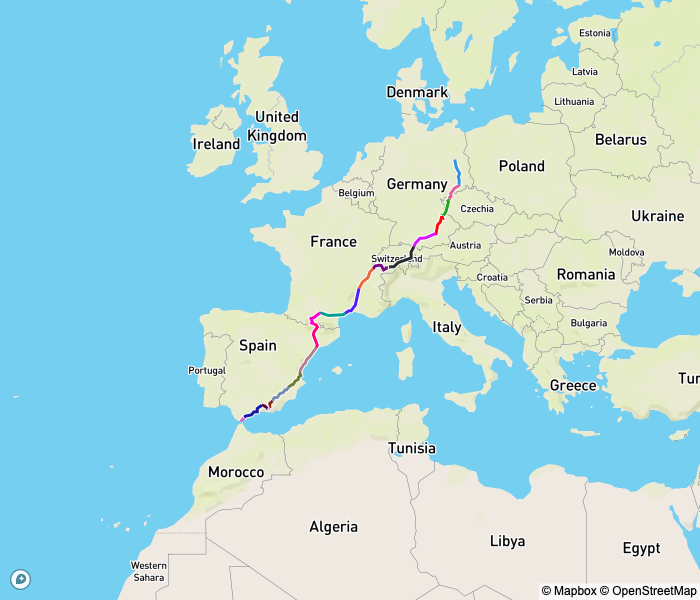 Estonia
Latvia
Denmark
Lithuania
United
Kingdom
Ireland
Belarus
Poland
Germany
Belgium
Czechia
Ukraine
France
Austria
Moldova
Switzerland
Romania
Croatia
Serbia
Italy
Bulgaria
Spain
Portugal
Greece
Tur
Tunisia
Morocco
Algeria
Libya
Egypt
Western
Sahara
© Mapbox © OpenStreetMap